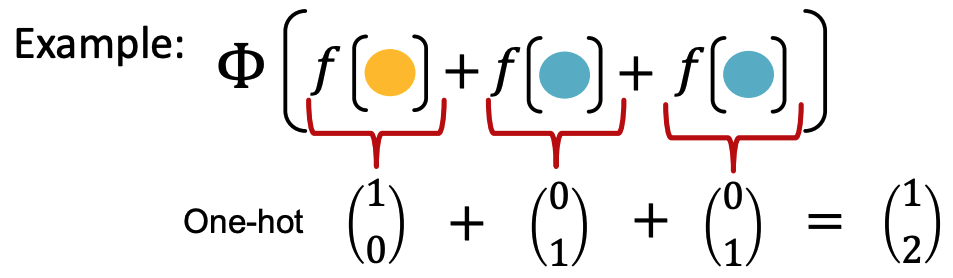 Example: Φ ( f ( ) + f ( ) + f ( ) )
One-hot (1 0) + (0 1) + (0 1) = (1 2)